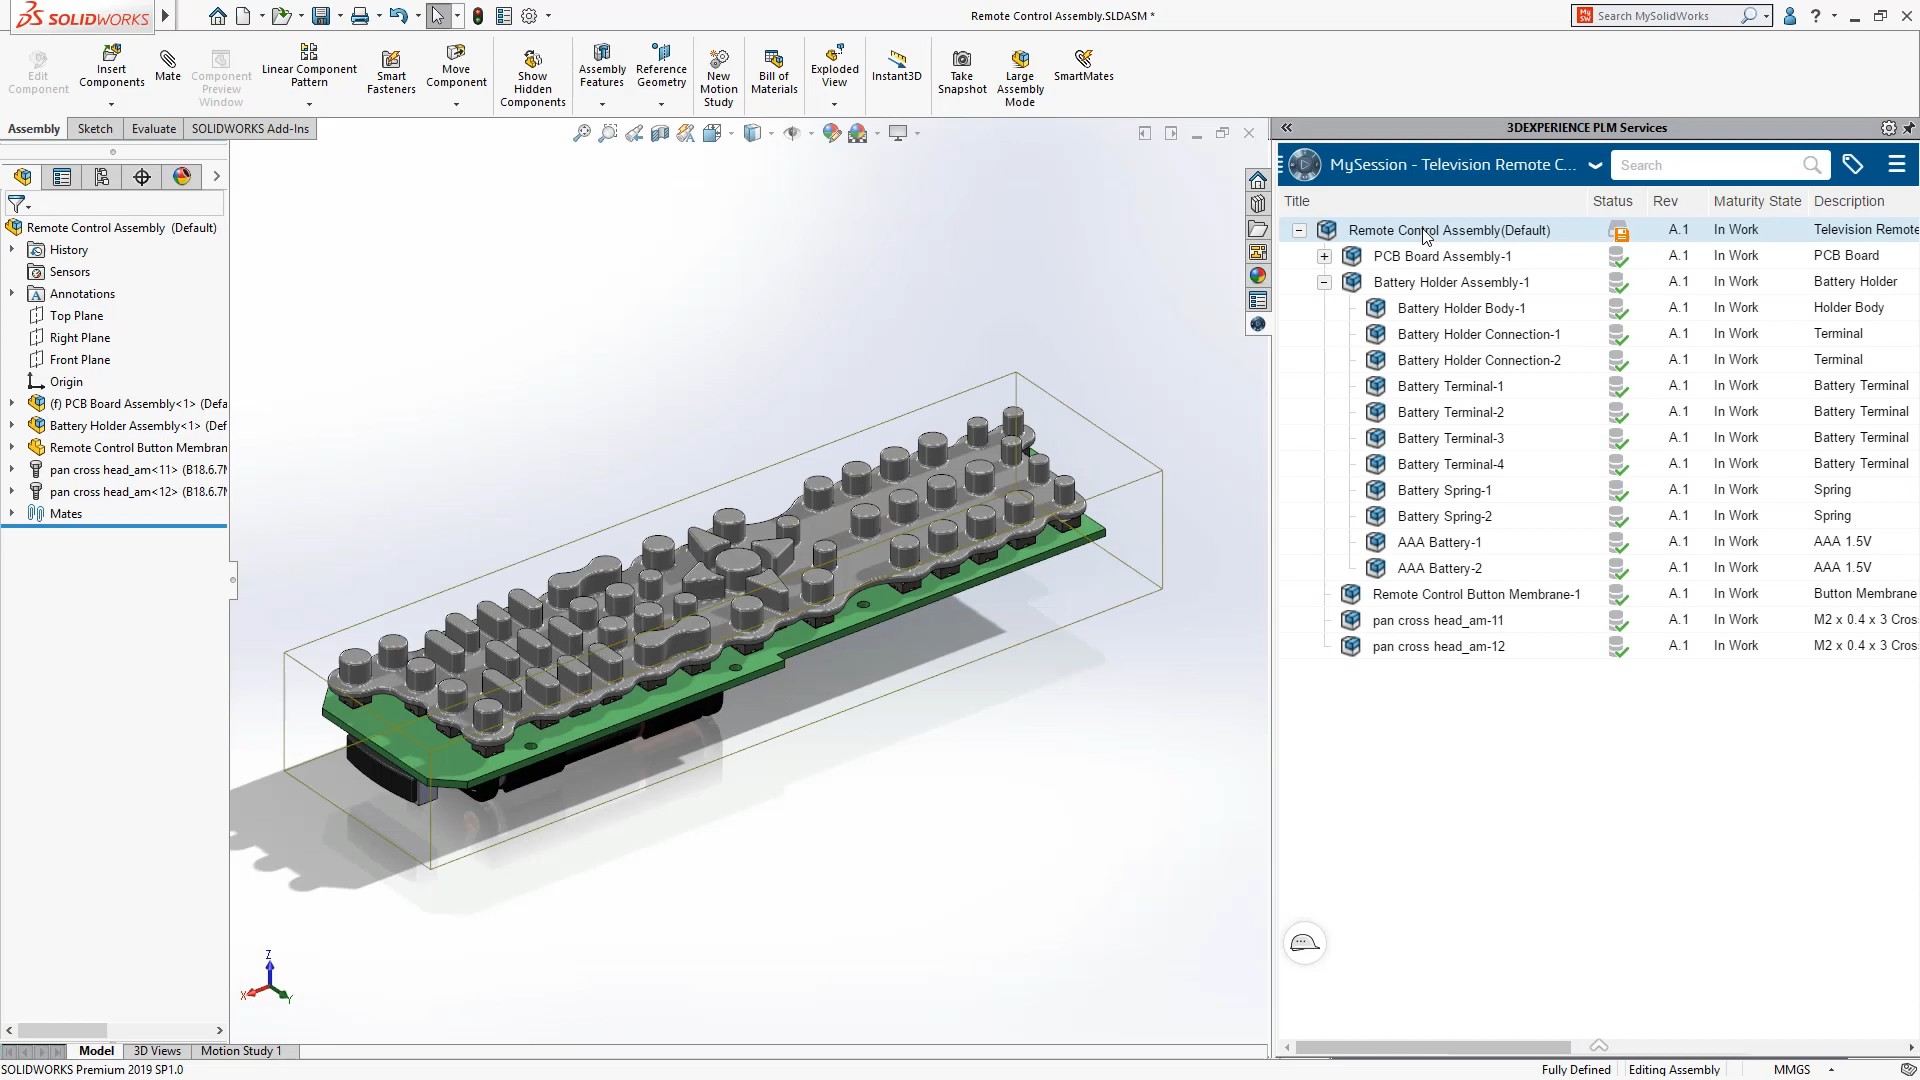 SOLIDWORKS
Remote Control Assembly.SLDASM *
Search MySolidWorks
Edit Component
Insert Components
Mate
Component Preview Window
Linear Component Pattern
Smart Fasteners
Move Component
Show Hidden Components
Assembly Features
Reference Geometry
New Motion Study
Bill of Materials
Exploded View
Instant3D
Take Snapshot
Large Assembly Mode
SmartMates
Assembly Sketch Evaluate SOLIDWORKS Add-Ins
Remote Control Assembly (Default)
History
Sensors
Annotations
Top Plane
Right Plane
Front Plane
Origin
(f) PCB Board Assembly<1> (Defa
Battery Holder Assembly<1> (Def
Remote Control Button Membran
pan cross head_am<11> (B18.6.7M
pan cross head_am<12> (B18.6.7M
Mates
Z
X
Y
3DEXPERIENCE PLM Services
MySession - Television Remote C... Search
Title Status Rev Maturity State Description
Remote Control Assembly(Default) A.1 In Work Television Remote
PCB Board Assembly-1 A.1 In Work PCB Board
Battery Holder Assembly-1 A.1 In Work Battery Holder
Battery Holder Body-1 A.1 In Work Holder Body
Battery Holder Connection-1 A.1 In Work Terminal
Battery Holder Connection-2 A.1 In Work Terminal
Battery Terminal-1 A.1 In Work Battery Terminal
Battery Terminal-2 A.1 In Work Battery Terminal
Battery Terminal-3 A.1 In Work Battery Terminal
Battery Terminal-4 A.1 In Work Battery Terminal
Battery Spring-1 A.1 In Work Spring
Battery Spring-2 A.1 In Work Spring
AAA Battery-1 A.1 In Work AAA 1.5V
AAA Battery-2 A.1 In Work AAA 1.5V
Remote Control Button Membrane-1 A.1 In Work Button Membrane
pan cross head_am-11 A.1 In Work M2 x 0.4 x 3 Cros
pan cross head_am-12 A.1 In Work M2 x 0.4 x 3 Cros
Model 3D Views Motion Study 1
SOLIDWORKS Premium 2019 SP1.0 Fully Defined Editing Assembly MMGS